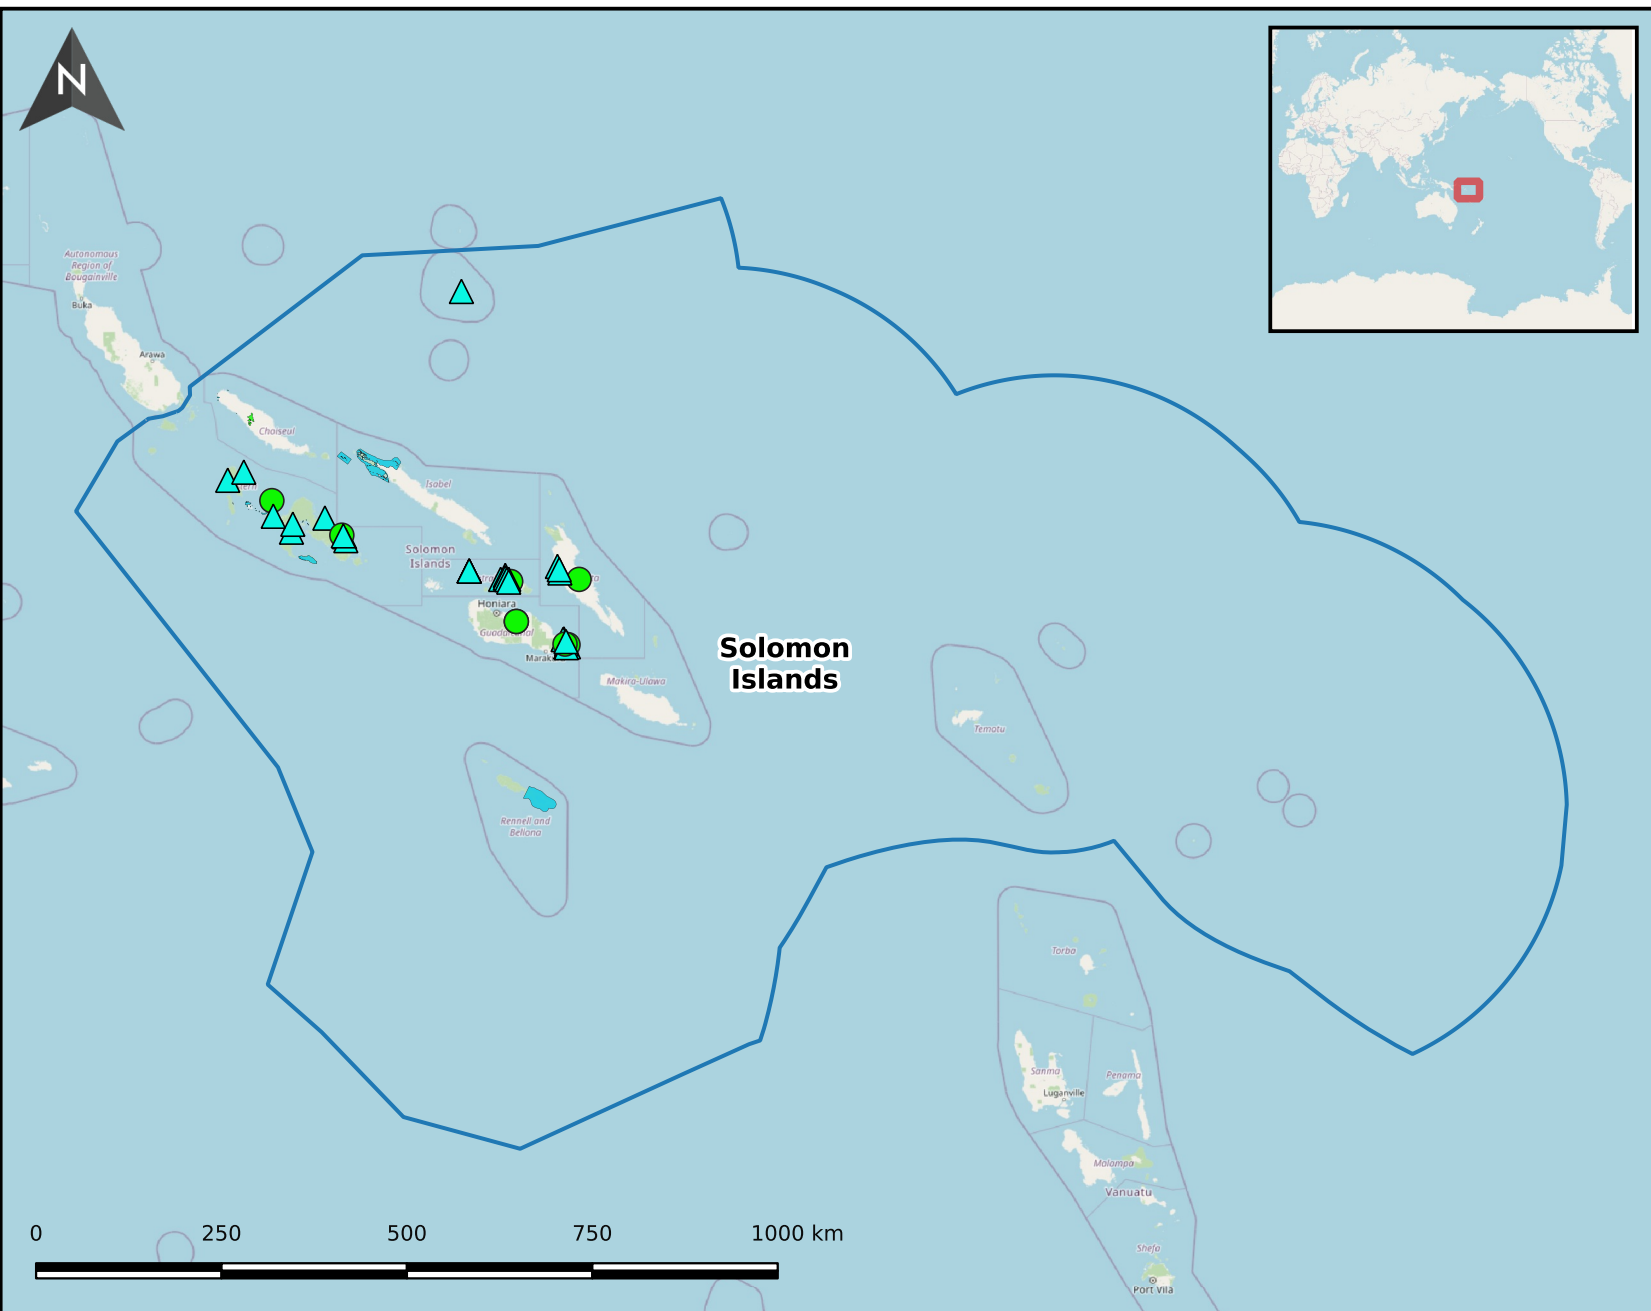 N
Autonomous
Region of
Bougainville
Buka
Arawa
Choiseul
Isabel
Solomon
Islands
Honiara
Solomon
Islands
Makira-Ulawa
Temotu
Rennell and
Bellona
Torba
Sanma
Penama
Luganville
Malampa
Vanuatu
0 250 500 750 1000 km
Shefa
Port Vila